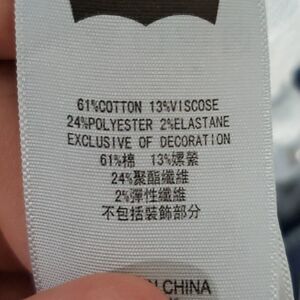 61%COTTON 13%VISCOSE
24%POLYESTER 2%ELASTANE
EXCLUSIVE OF DECORATION
61%棉 13%嫘縈
24%聚酯纖維
2%彈性纖維
不包括裝飾部分
CHINA